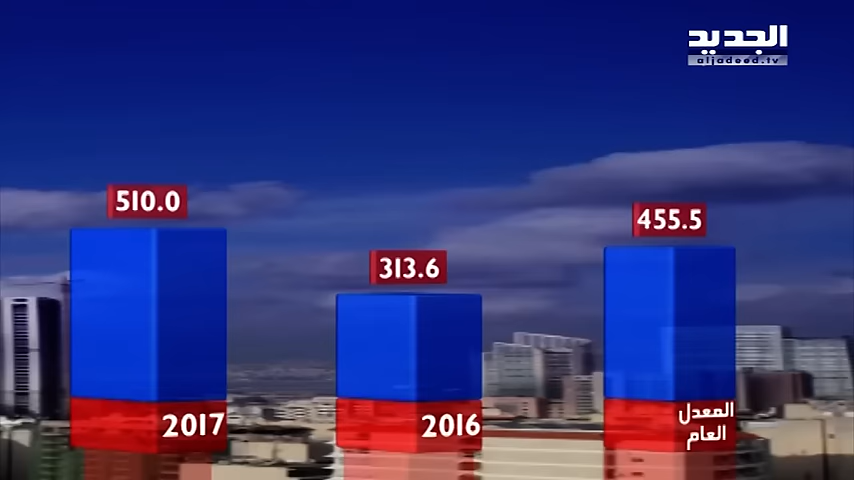 الجديد
aljadeed.tv
455.5
313.6
510.0
المعدل
العام
2016
2017